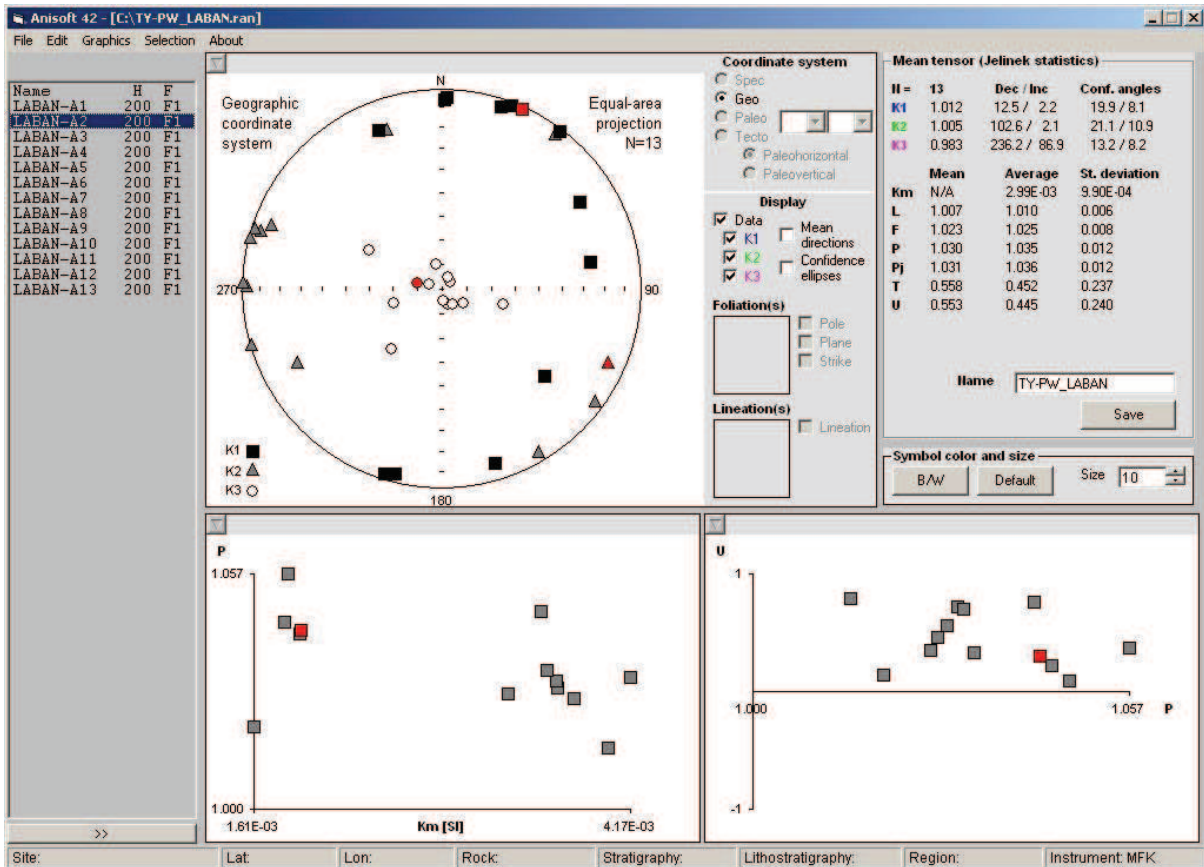 Anisoft 42 - [C:\TY-PW_LABAN.ran]
File Edit Graphics Selection About
Name H F
LABAN-A1 200 F1
LABAN-A2 200 F1
LABAN-A3 200 F1
LABAN-A4 200 F1
LABAN-A5 200 F1
LABAN-A6 200 F1
LABAN-A7 200 F1
LABAN-A8 200 F1
LABAN-A9 200 F1
LABAN-A10 200 F1
LABAN-A11 200 F1
LABAN-A12 200 F1
LABAN-A13 200 F1
>>
Geographic
coordinate
system
N
Equal-area
projection
N=13
270
90
180
K1
K2
K3
Coordinate system
Spec
Geo
Paleo
Tecto
Paleohorizontal
Paleovertical
Display
Data
K1
K2
K3
Mean
directions
Confidence
ellipses
Foliation(s)
Pole
Plane
Strike
Lineation(s)
Lineation
Mean tensor (Jelinek statistics)
N = 13 Dec / Inc Conf. angles
K1 1.012 12.5 / 2.2 19.9 / 8.1
K2 1.005 102.6 / 2.1 21.1 / 10.9
K3 0.983 236.2 / 86.9 13.2 / 8.2
Mean Average St. deviation
Km N/A 2.99E-03 9.90E-04
L 1.007 1.010 0.006
F 1.023 1.025 0.008
P 1.030 1.035 0.012
Pj 1.031 1.036 0.012
T 0.558 0.452 0.237
U 0.553 0.445 0.240
Name TY-PW_LABAN
Save
Symbol color and size
B/W Default Size 10
P
1.057
1.000
1.61E-03 Km [SI] 4.17E-03
U
1
1.000 1.057 P
-1
Site: Lat: Lon: Rock: Stratigraphy: Lithostratigraphy: Region: Instrument: MFK